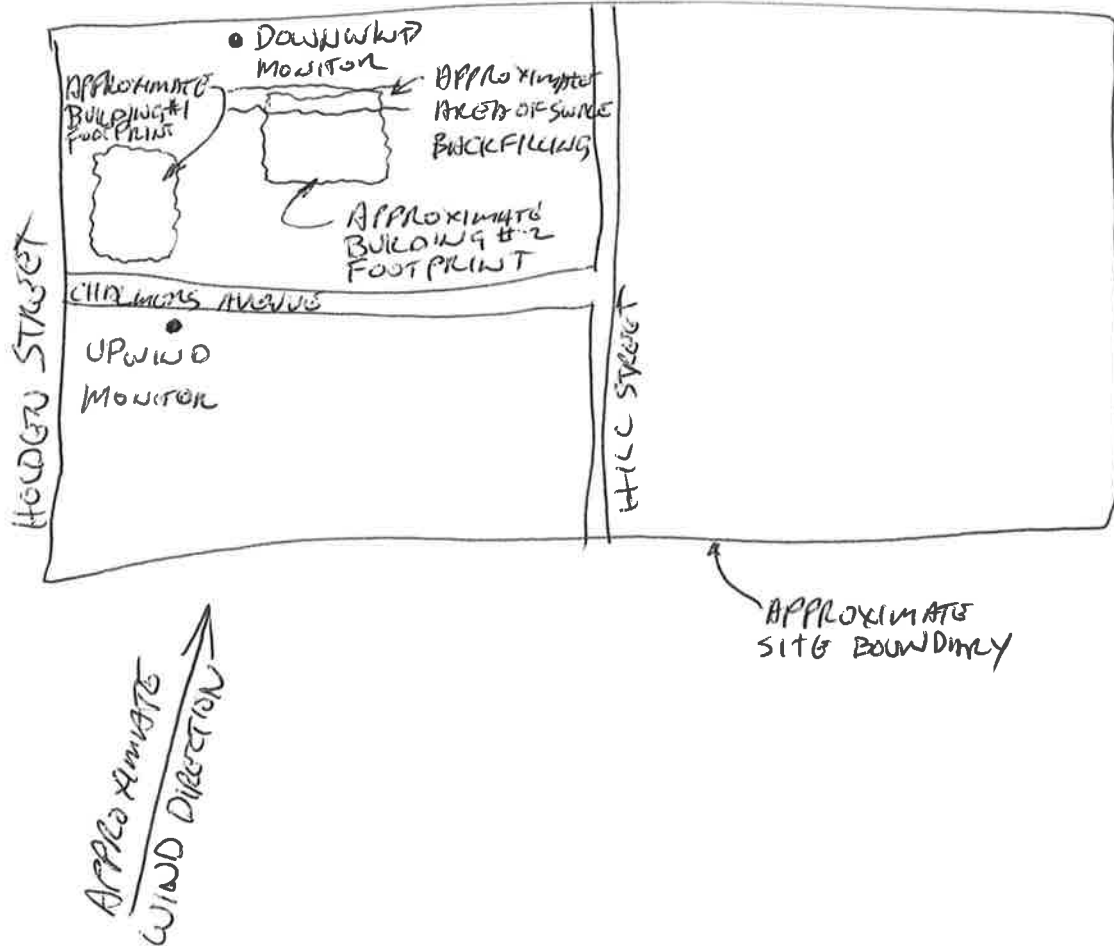 DOWNWIND
MONITOR
APPROXIMATE
BUILDING #1
FOOTPRINT
APPROXIMATE
AREA OF SWALE
BACKFILLING
APPROXIMATE
BUILDING #2
FOOTPRINT
HOLDEN STREET
CHALMERS AVENUE
UPWIND
MONITOR
HILL STREET
APPROXIMATE
SITE BOUNDARY
APPROXIMATE
WIND DIRECTION